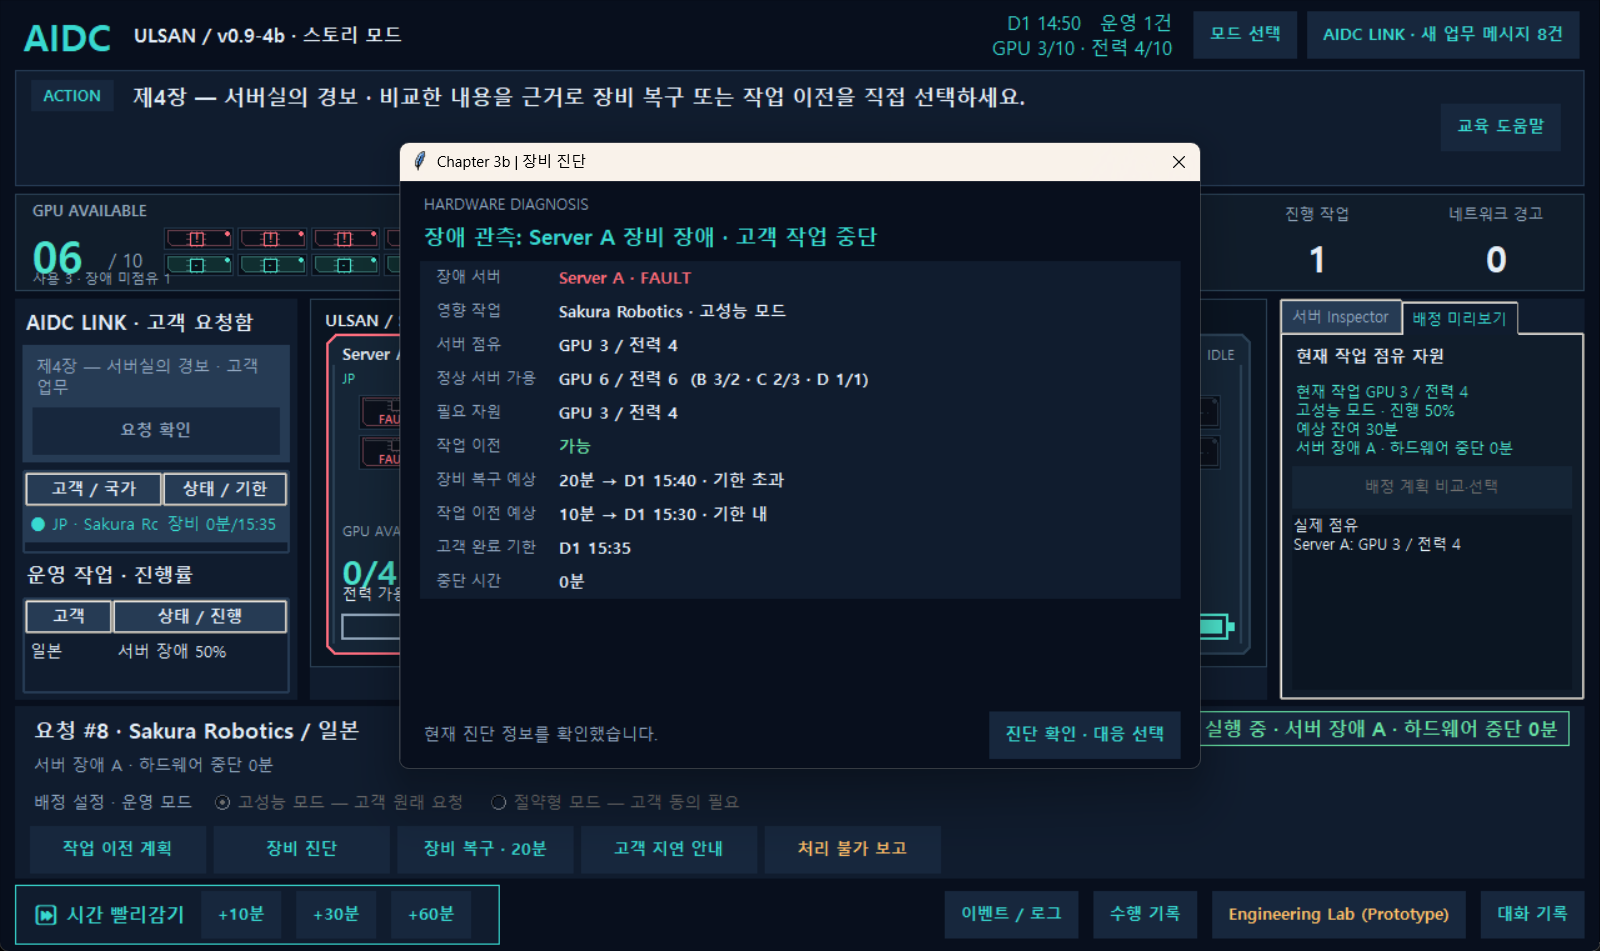 AIDC
ULSAN / v0.9-4b · 스토리 모드
D1 14:50 운영 1건
GPU 3/10 · 전력 4/10
모드 선택
AIDC LINK · 새 업무 메시지 8건
ACTION
제4장 — 서버실의 경보 · 비교한 내용을 근거로 장비 복구 또는 작업 이전을 직접 선택하세요.
교육 도움말
GPU AVAILABLE
06 / 10
사용 3 · 장애 미점유 1
진행 작업
1
네트워크 경고
0
Chapter 3b | 장비 진단
HARDWARE DIAGNOSIS
장애 관측: Server A 장비 장애 · 고객 작업 중단
장애 서버 Server A · FAULT
영향 작업 Sakura Robotics · 고성능 모드
서버 점유 GPU 3 / 전력 4
정상 서버 가용 GPU 6 / 전력 6 (B 3/2 · C 2/3 · D 1/1)
필요 자원 GPU 3 / 전력 4
작업 이전 가능
장비 복구 예상 20분 → D1 15:40 · 기한 초과
작업 이전 예상 10분 → D1 15:30 · 기한 내
고객 완료 기한 D1 15:35
중단 시간 0분
현재 진단 정보를 확인했습니다.
진단 확인 · 대응 선택
AIDC LINK · 고객 요청함
제4장 — 서버실의 경보 · 고객
업무
요청 확인
고객 / 국가 상태 / 기한
JP · Sakura Rc 장비 0분/15:35
운영 작업 · 진행률
고객 상태 / 진행
일본 서버 장애 50%
ULSAN /
Server
JP
FAU
FAU
GPU AVA
0/4
전력 가용
IDLE
서버 Inspector
배정 미리보기
현재 작업 점유 자원
현재 작업 GPU 3 / 전력 4
고성능 모드 · 진행 50%
예상 잔여 30분
서버 장애 A · 하드웨어 중단 0분
배정 계획 비교·선택
실제 점유
Server A: GPU 3 / 전력 4
요청 #8 · Sakura Robotics / 일본
실행 중 · 서버 장애 A · 하드웨어 중단 0분
서버 장애 A · 하드웨어 중단 0분
배정 설정 · 운영 모드 고성능 모드 — 고객 원래 요청 절약형 모드 — 고객 동의 필요
작업 이전 계획
장비 진단
장비 복구 · 20분
고객 지연 안내
처리 불가 보고
시간 빨리감기
+10분
+30분
+60분
이벤트 / 로그
수행 기록
Engineering Lab (Prototype)
대화 기록